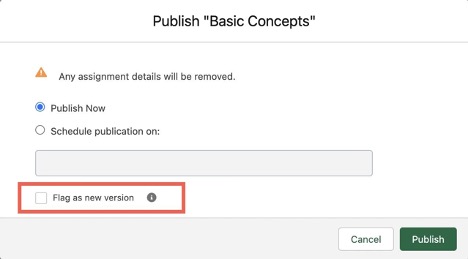 Publish "Basic Concepts"
Any assignment details will be removed.
Publish Now
Schedule publication on:
Flag as new version
Cancel
Publish